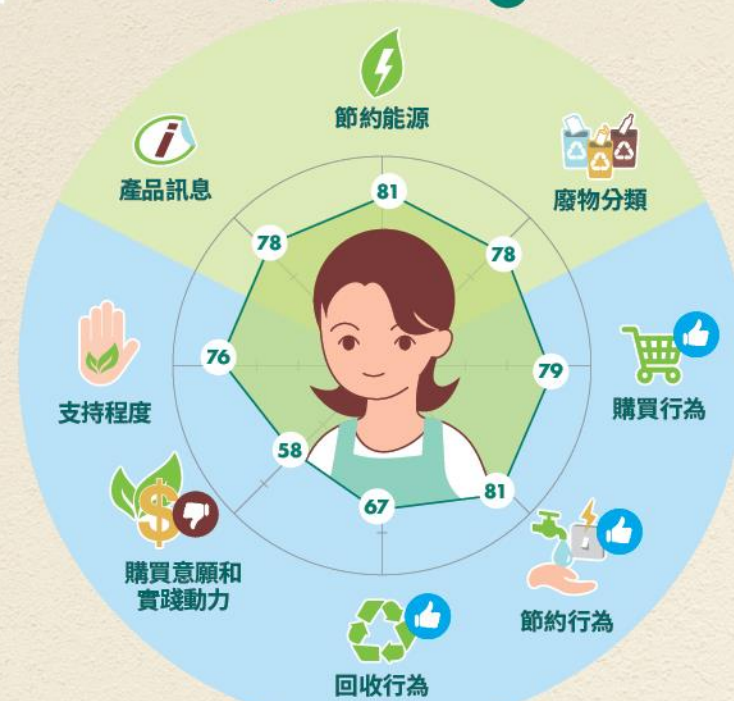 節約能源
產品訊息
廢物分類
81
78
78
76
79
支持程度
購買行為
58
67
81
購買意願和
實踐動力
節約行為
回收行為